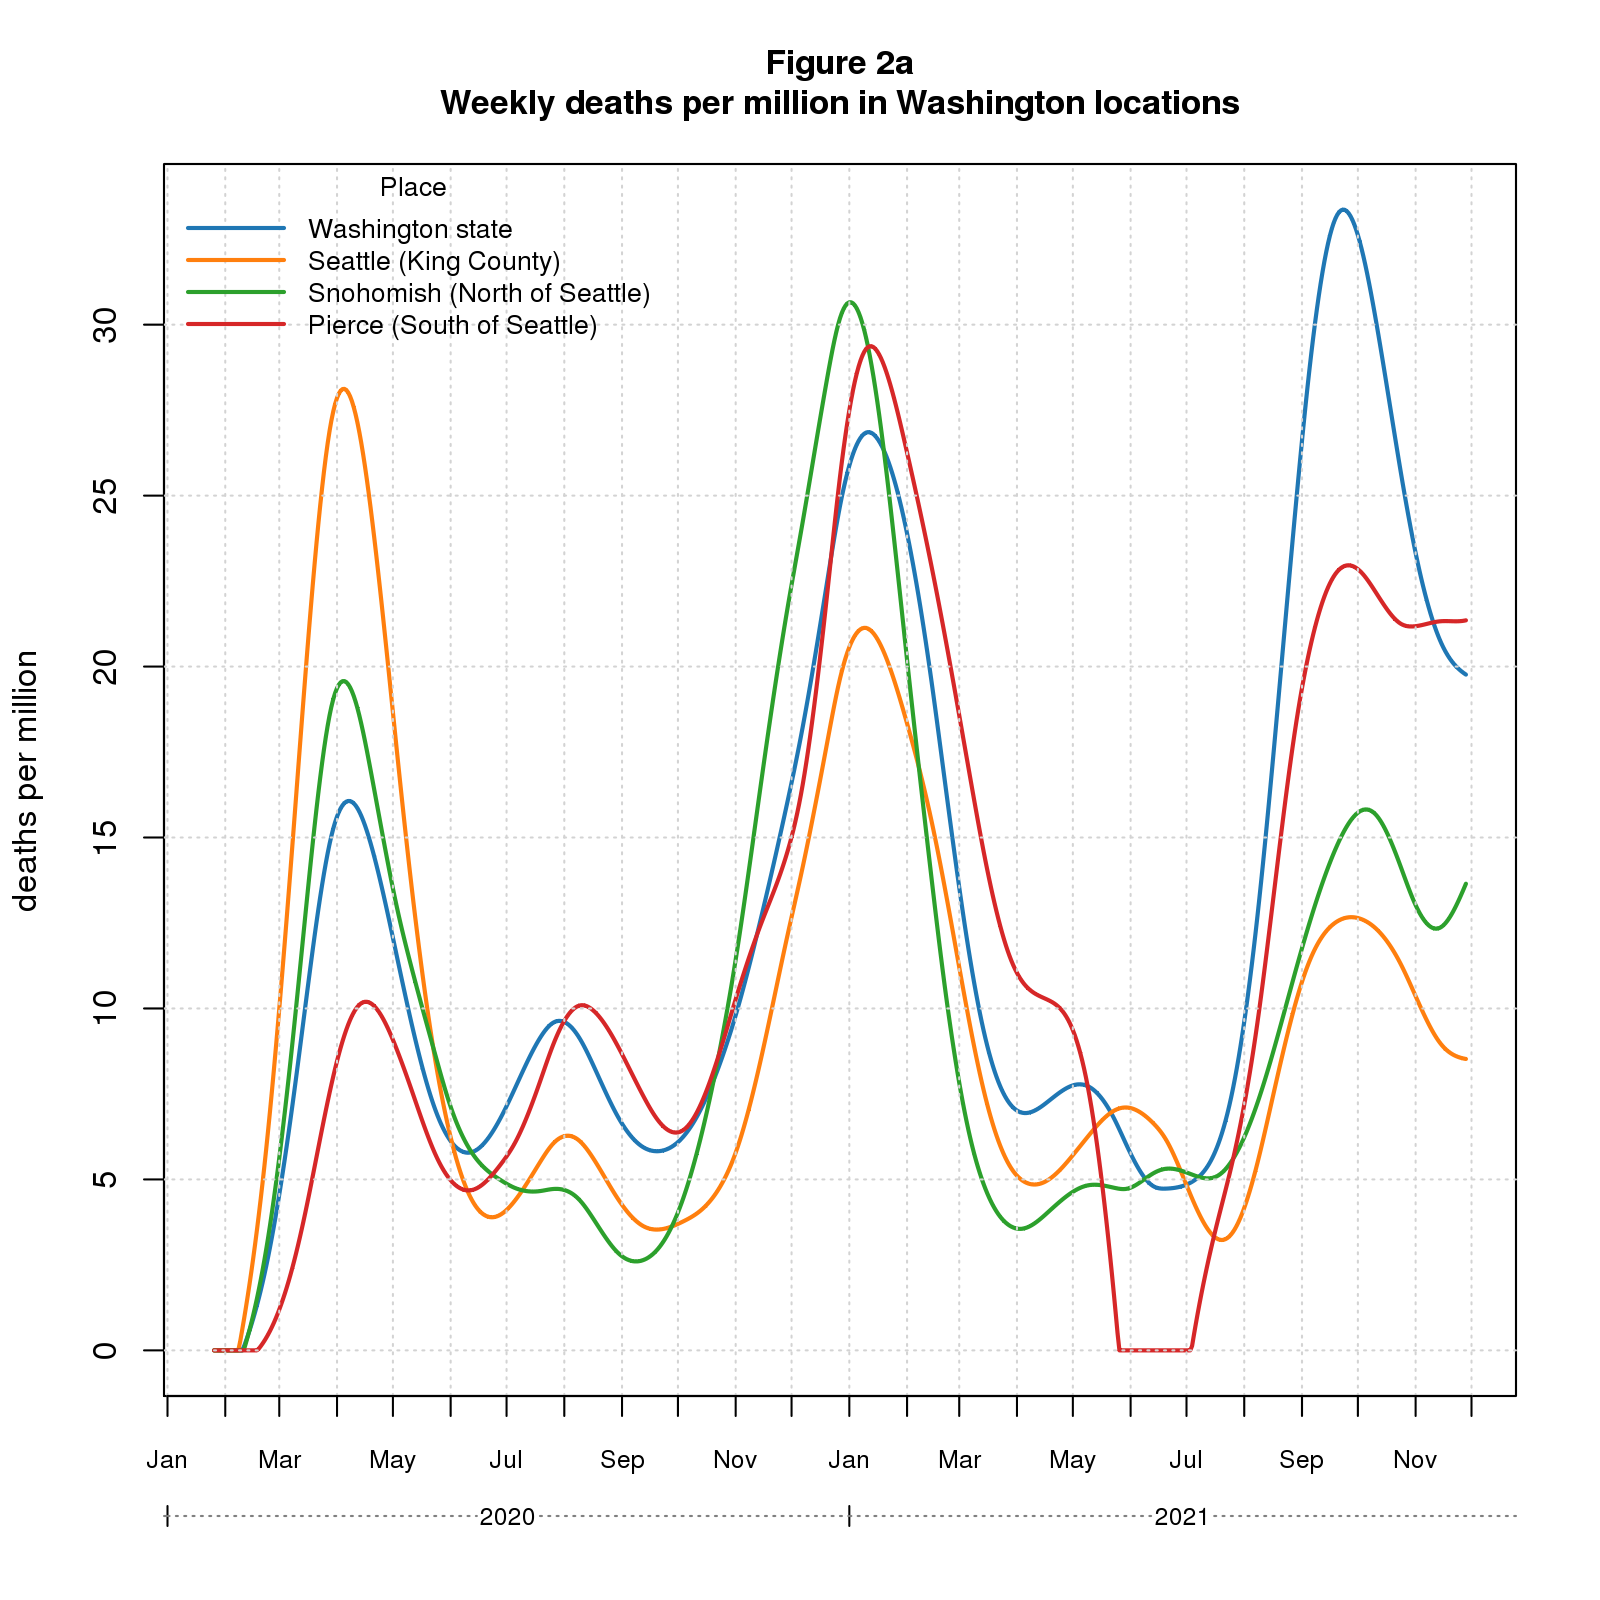 Figure 2a
Weekly deaths per million in Washington locations
Place
Washington state
Seattle (King County)
Snohomish (North of Seattle)
Pierce (South of Seattle)
deaths per million
30
25
20
15
10
5
0
Jan Mar May Jul Sep Nov Jan Mar May Jul Sep Nov
2020 2021